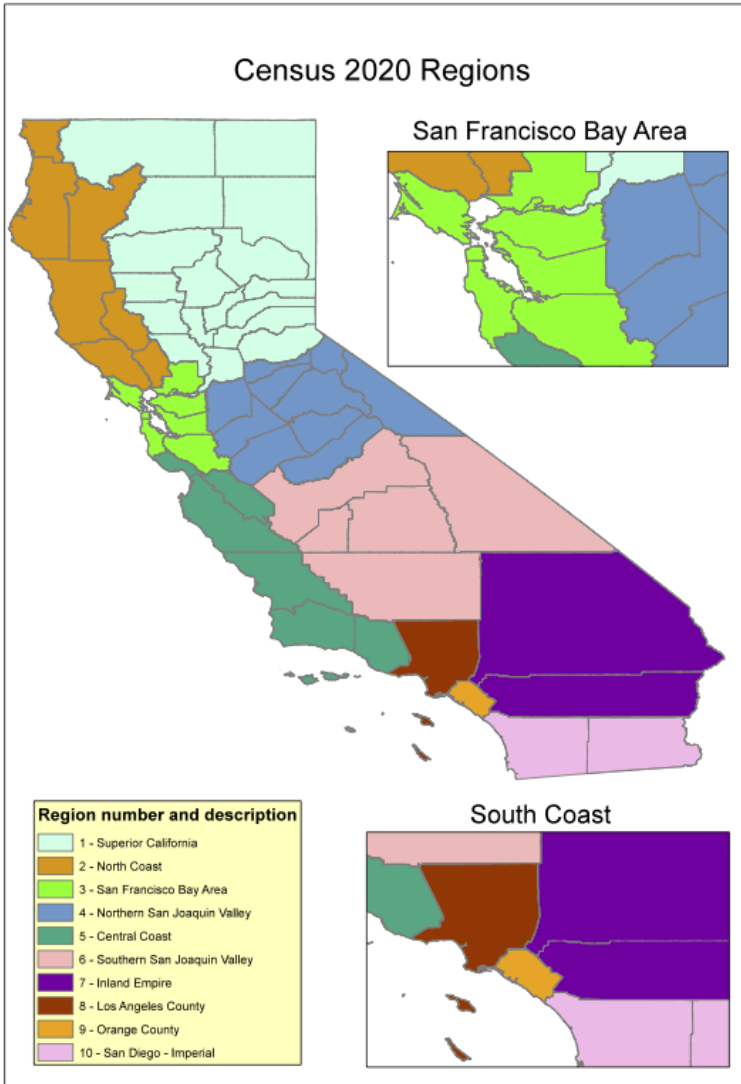 Census 2020 Regions
San Francisco Bay Area
Region number and description
1 - Superior California
2 - North Coast
3 - San Francisco Bay Area
4 - Northern San Joaquin Valley
5 - Central Coast
6 - Southern San Joaquin Valley
7 - Inland Empire
8 - Los Angeles County
9 - Orange County
10 - San Diego - Imperial
South Coast